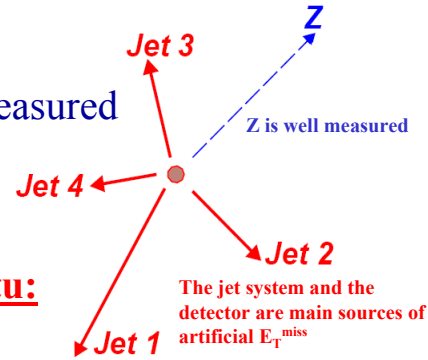 Z
Jet 3
easured
Z is well measured
Jet 4
Jet 2
tu:
The jet system and the
detector are main sources of
artificial E_T^miss
Jet 1